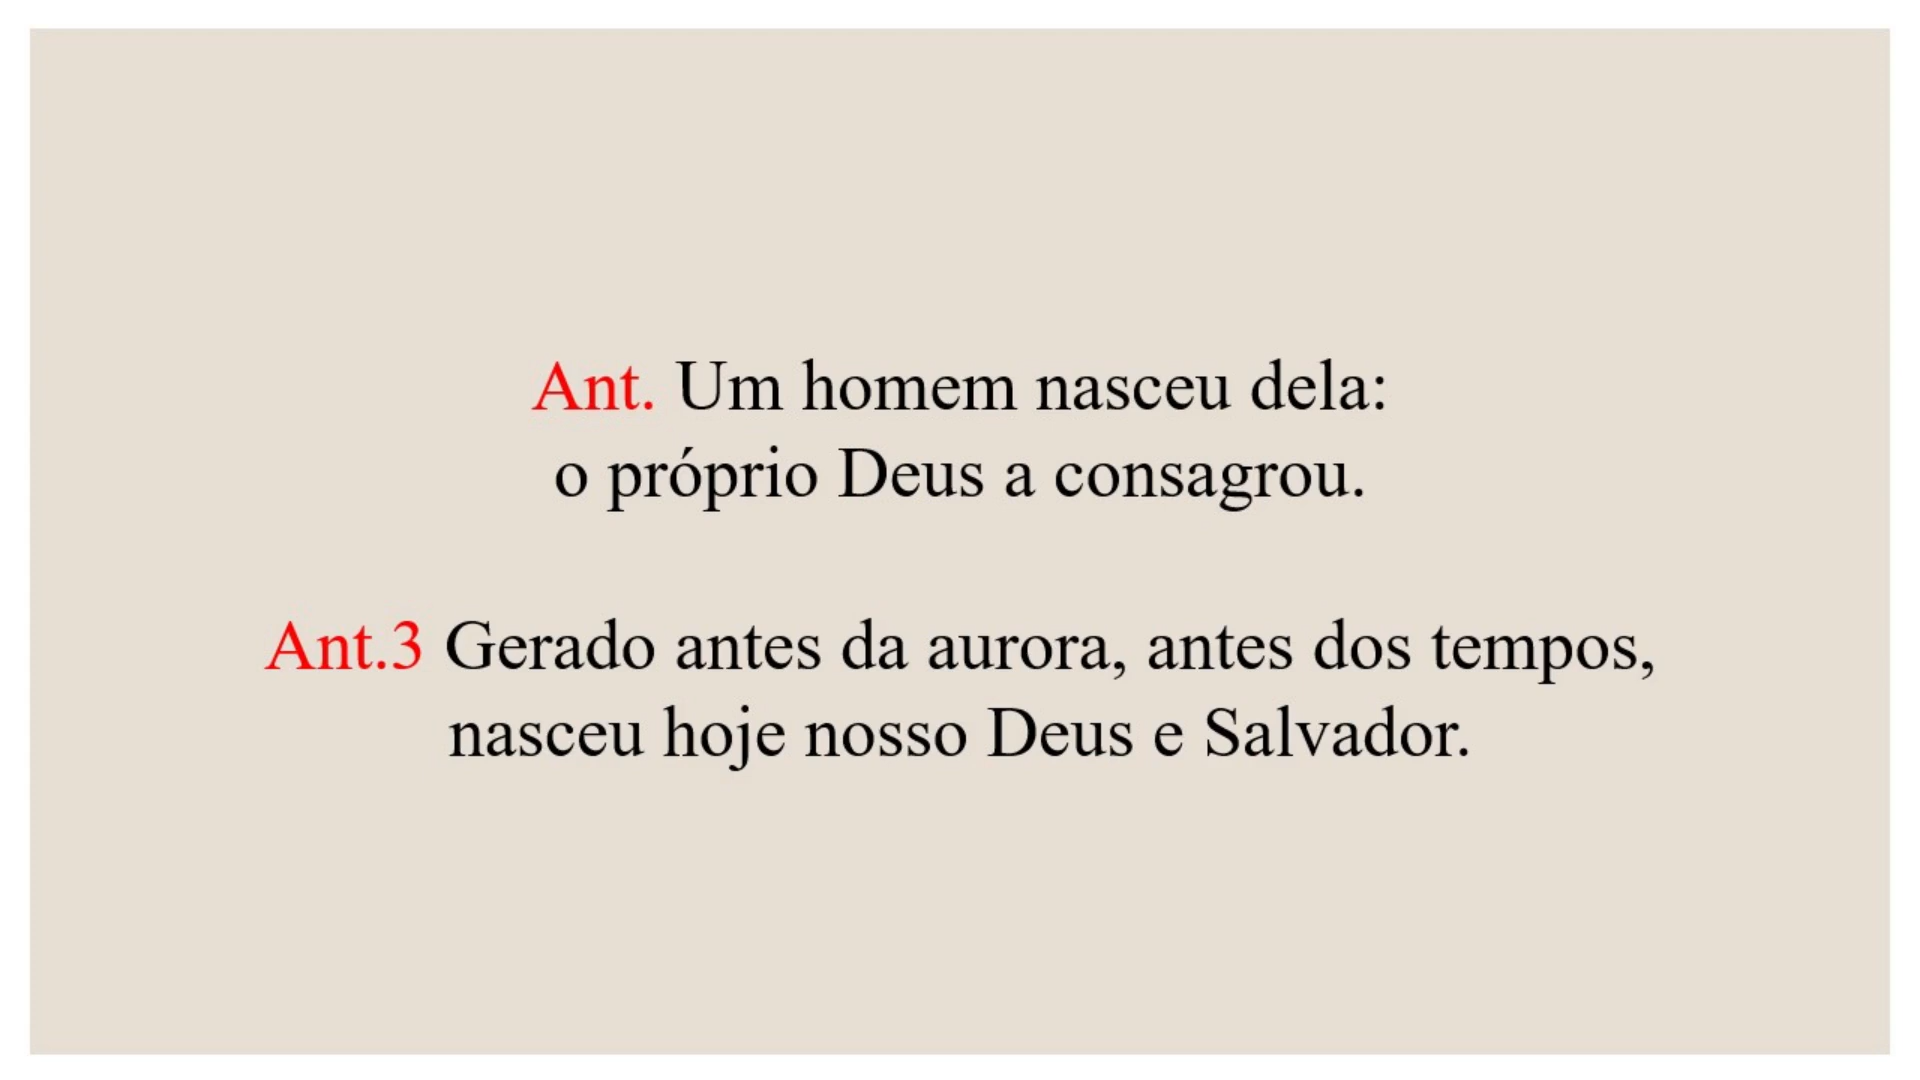 Ant. Um homem nasceu dela:
o próprio Deus a consagrou.
Ant.3 Gerado antes da aurora, antes dos tempos,
nasceu hoje nosso Deus e Salvador.